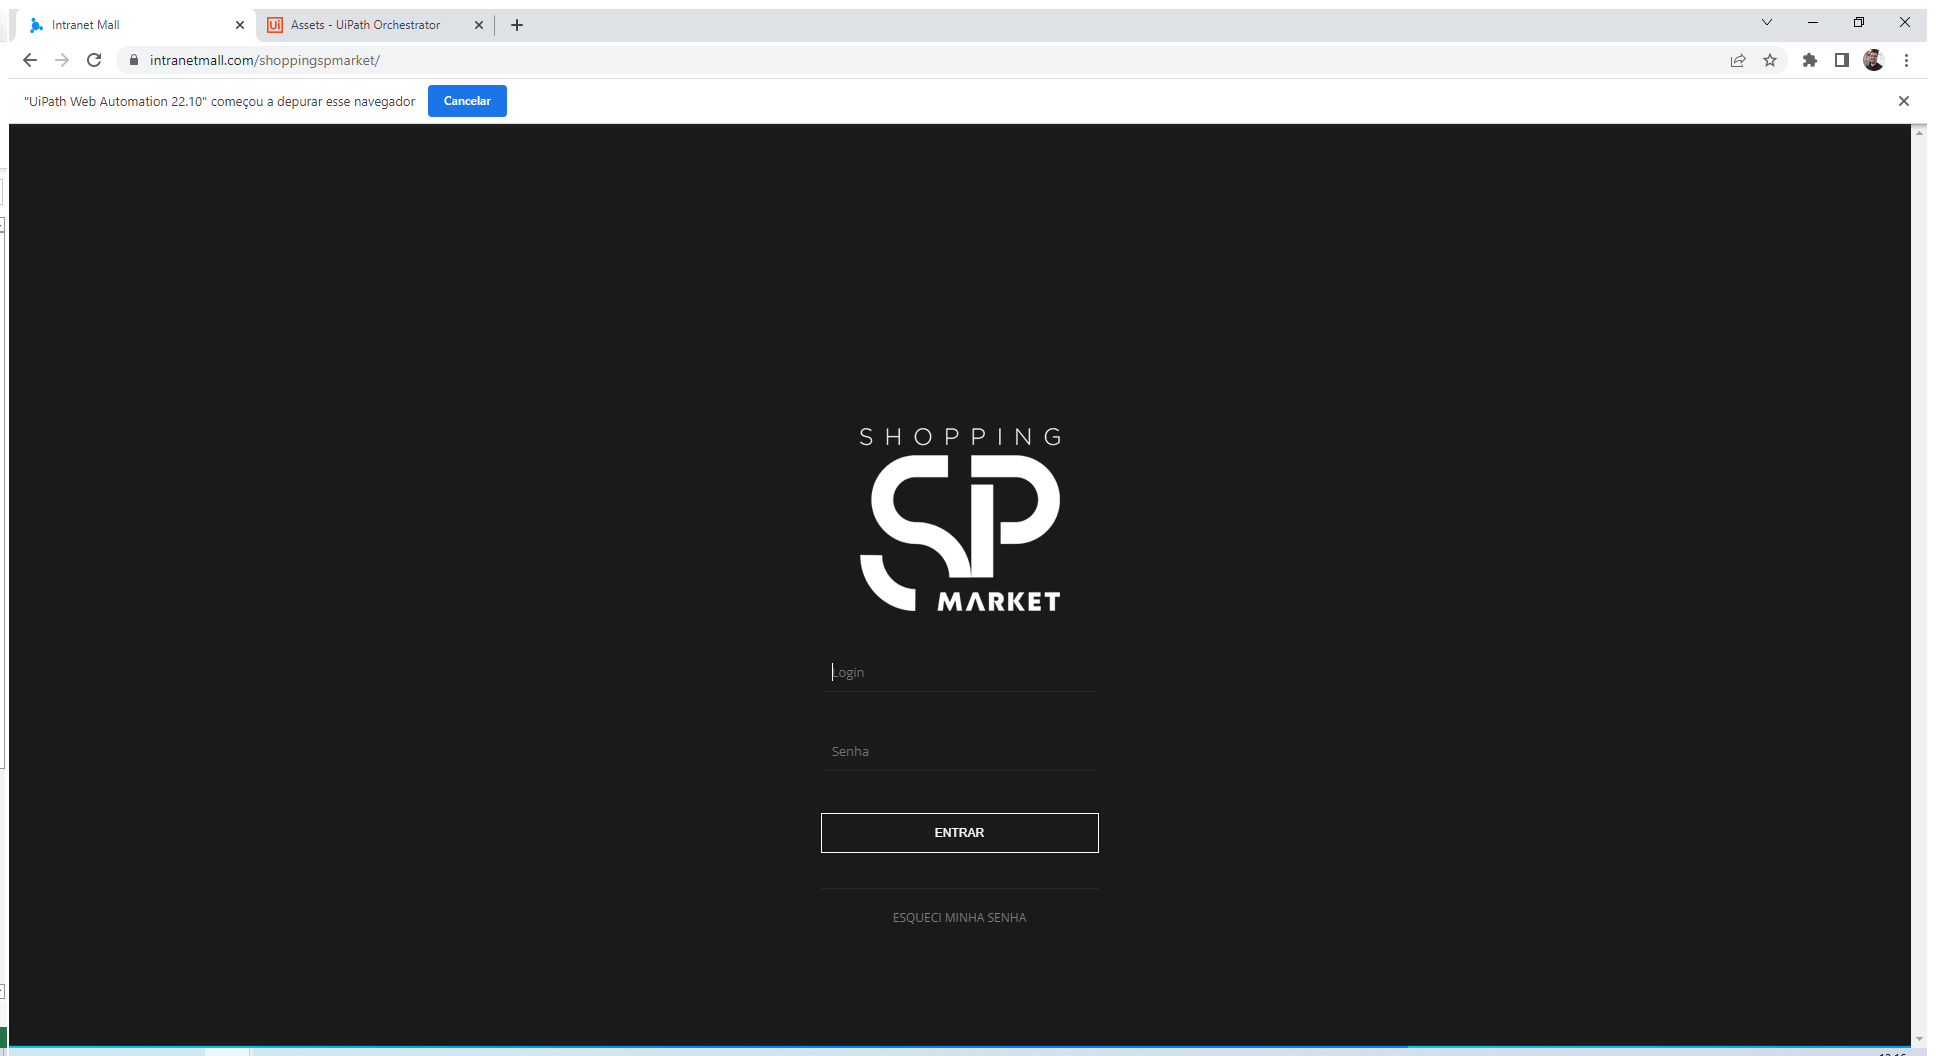 Intranet Mall
Ui Assets - UiPath Orchestrator
intranetmall.com/shoppingspmarket/
"UiPath Web Automation 22.10" começou a depurar esse navegador Cancelar
SHOPPING
SP
MARKET
Login
Senha
ENTRAR
ESQUECI MINHA SENHA